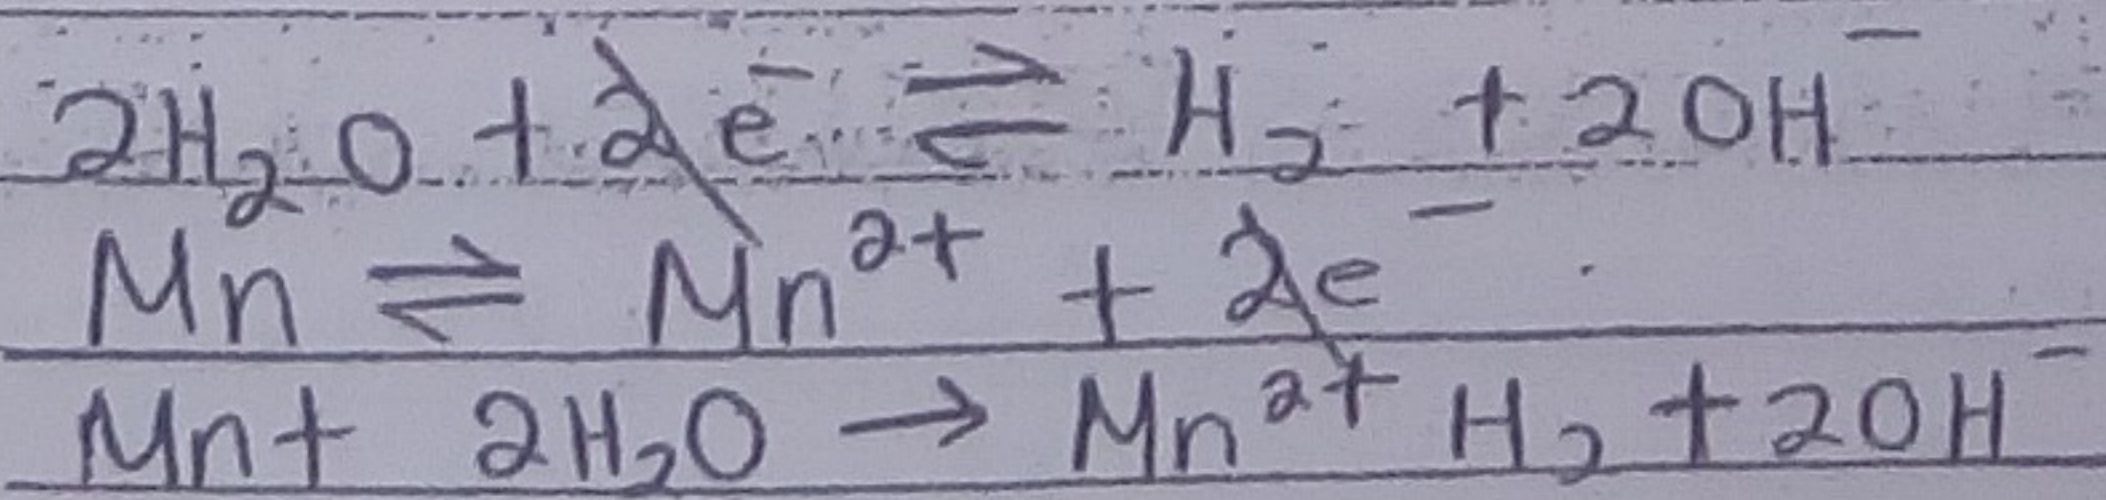 2H₂O + 2e⁻ ⇌ H₂ + 2OH⁻
Mn ⇌ Mn²⁺ + 2e⁻
Mn + 2H₂O → Mn²⁺ H₂ + 2OH⁻